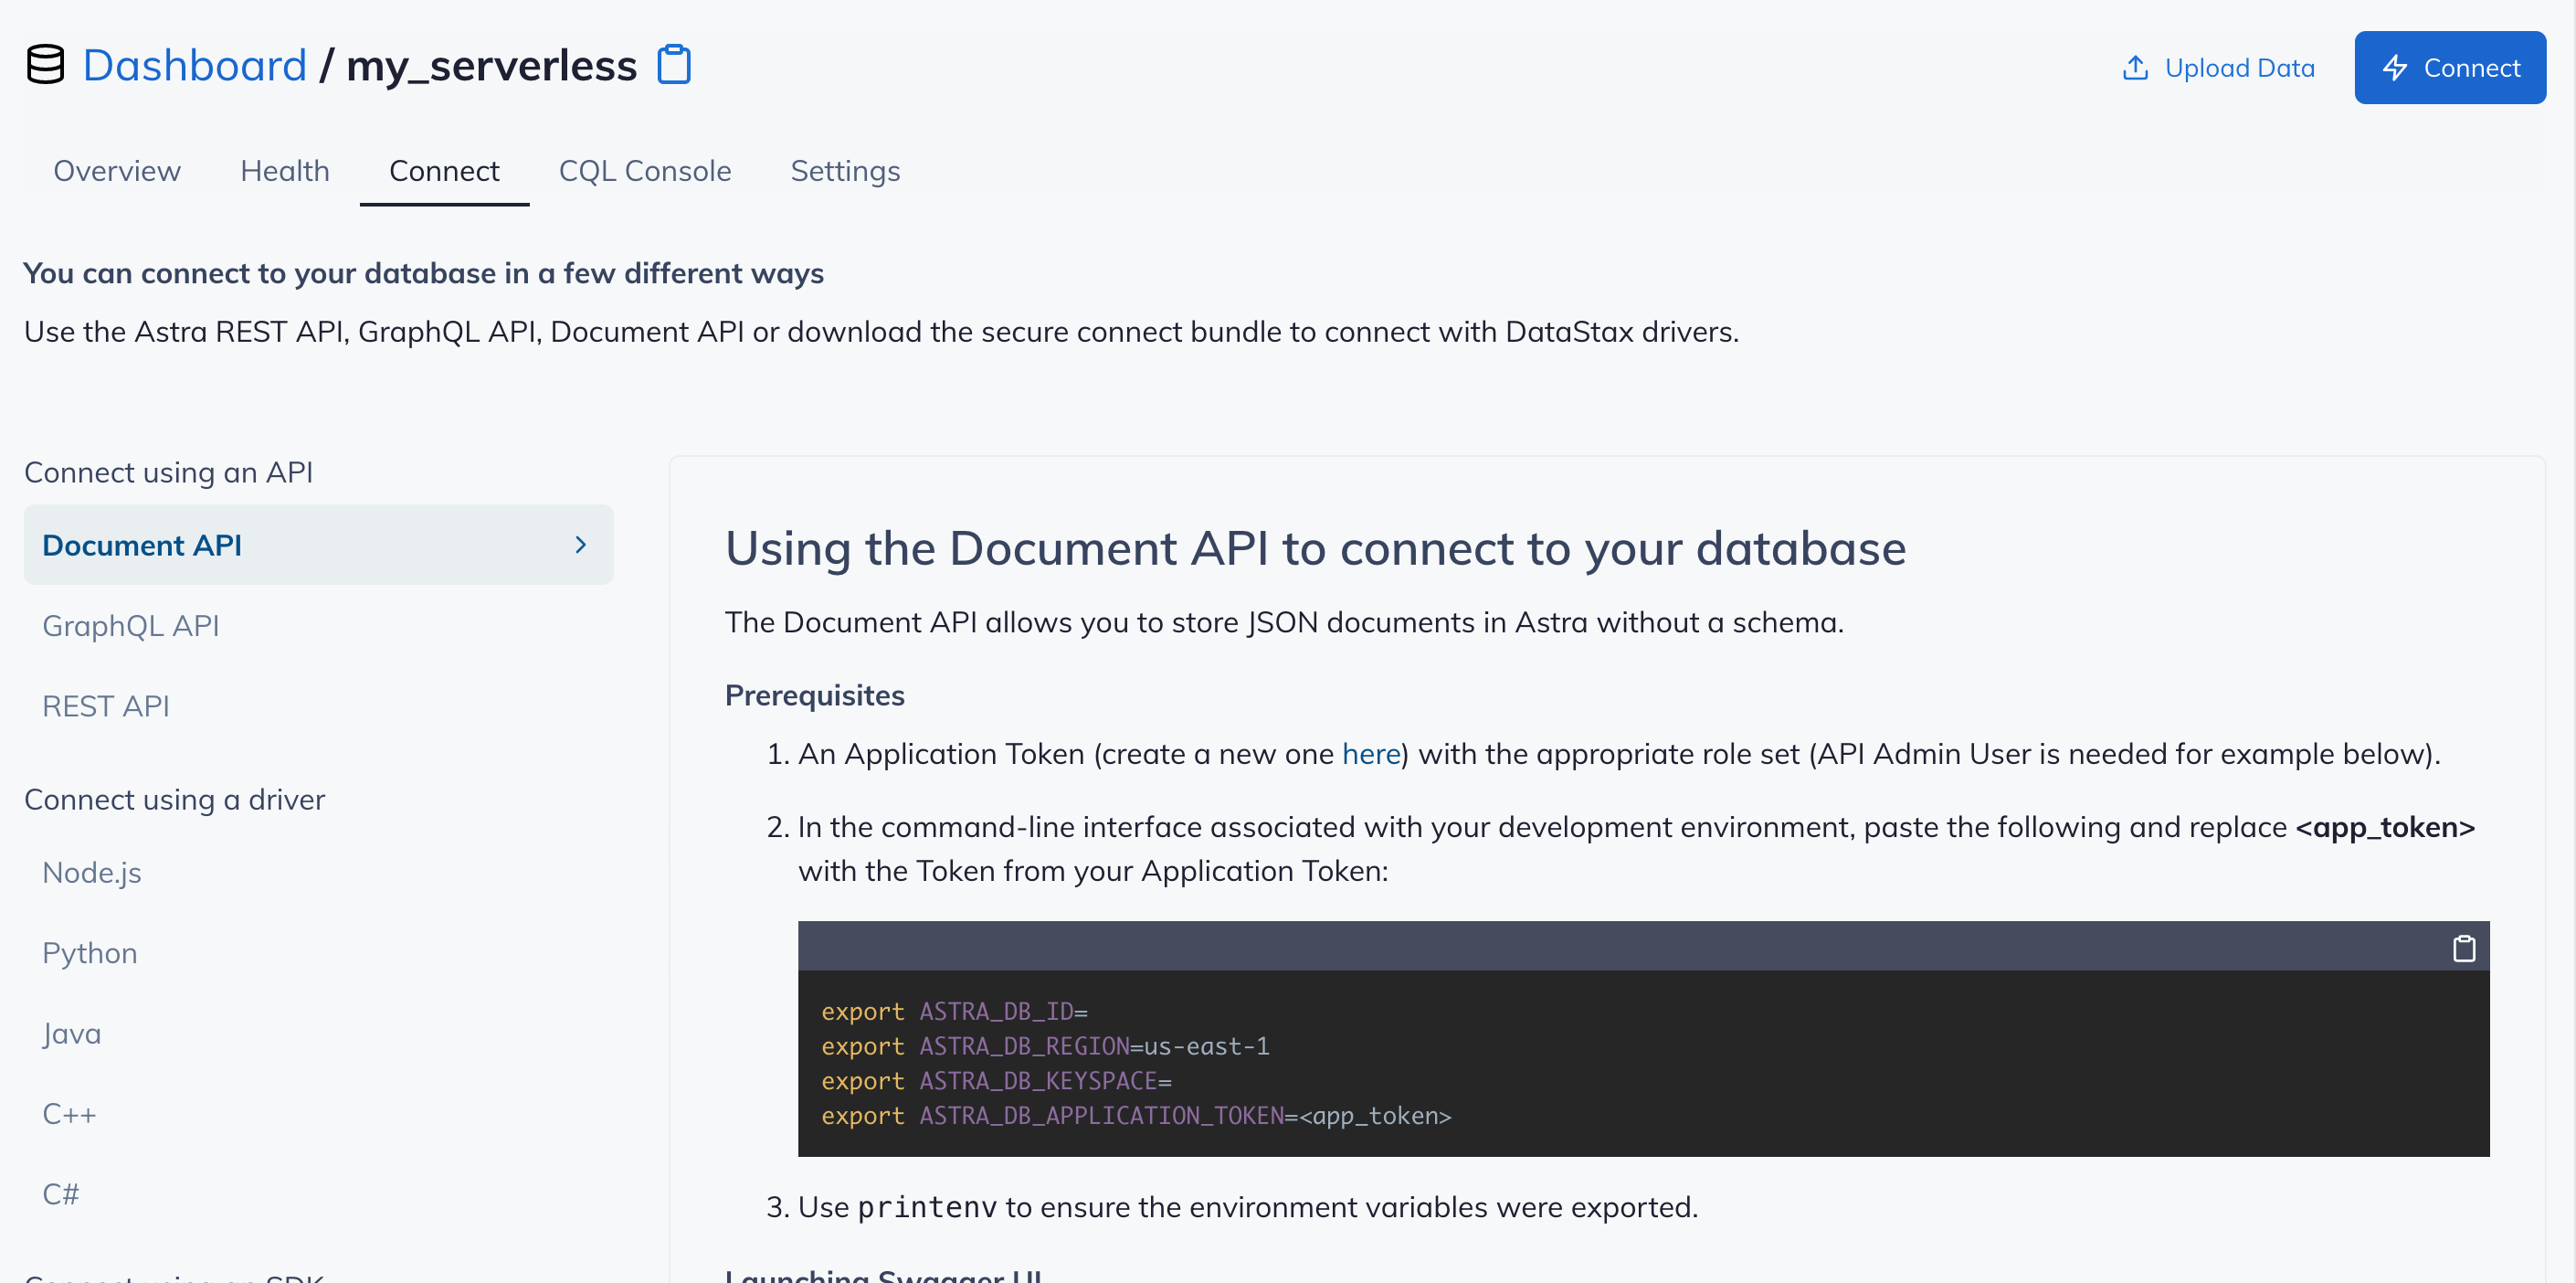 Dashboard / my_serverless
Upload Data
Connect
Overview
Health
Connect
CQL Console
Settings
You can connect to your database in a few different ways
Use the Astra REST API, GraphQL API, Document API or download the secure connect bundle to connect with DataStax drivers.
Connect using an API
Document API
GraphQL API
REST API
Connect using a driver
Node.js
Python
Java
C++
C#
Connect using an SDK
Using the Document API to connect to your database
The Document API allows you to store JSON documents in Astra without a schema.
Prerequisites
1. An Application Token (create a new one here) with the appropriate role set (API Admin User is needed for example below).
2. In the command-line interface associated with your development environment, paste the following and replace <app_token>
with the Token from your Application Token:
export ASTRA_DB_ID=
export ASTRA_DB_REGION=us-east-1
export ASTRA_DB_KEYSPACE=
export ASTRA_DB_APPLICATION_TOKEN=<app_token>
3. Use printenv to ensure the environment variables were exported.
Launching Swagger UI